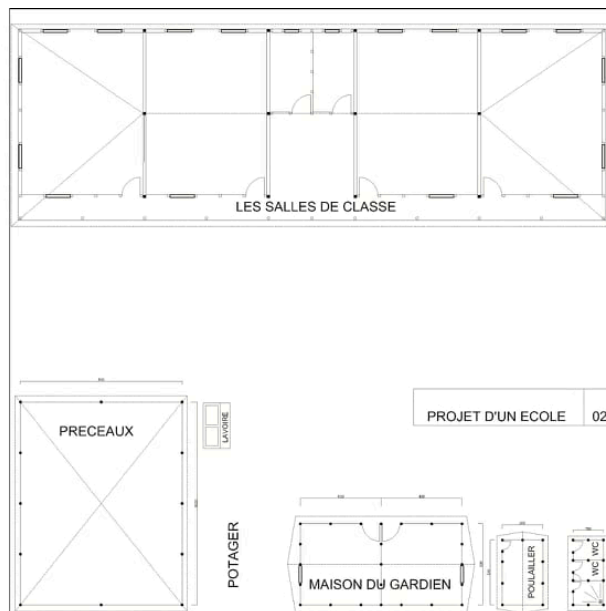 LES SALLES DE CLASSE
PRECEAUX
LAVOIRE
PROJET D'UN ECOLE
02
POTAGER
MAISON DU GARDIEN
POULAILLER
WC
WC